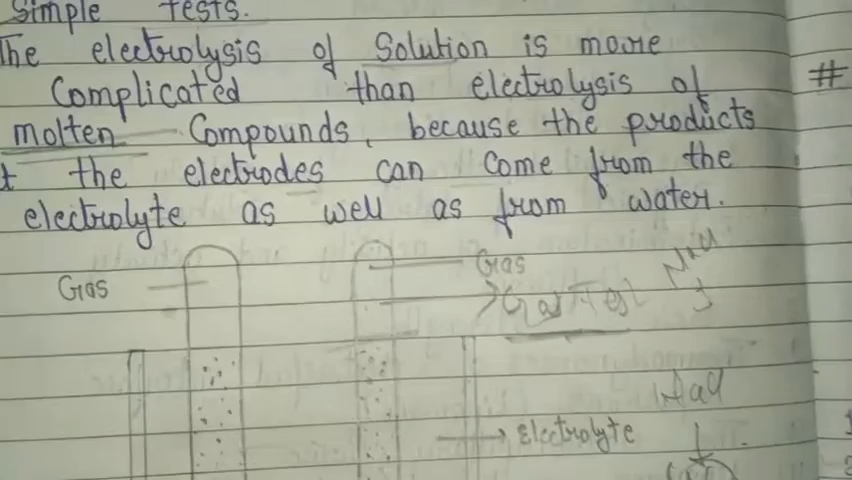 simple tests.
The electrolysis of Solution is more
Complicated than electrolysis of #
molten Compounds, because the products
t the electrodes can come from the
electrolyte as well as from water.
Gas
Gas
Electrolyte